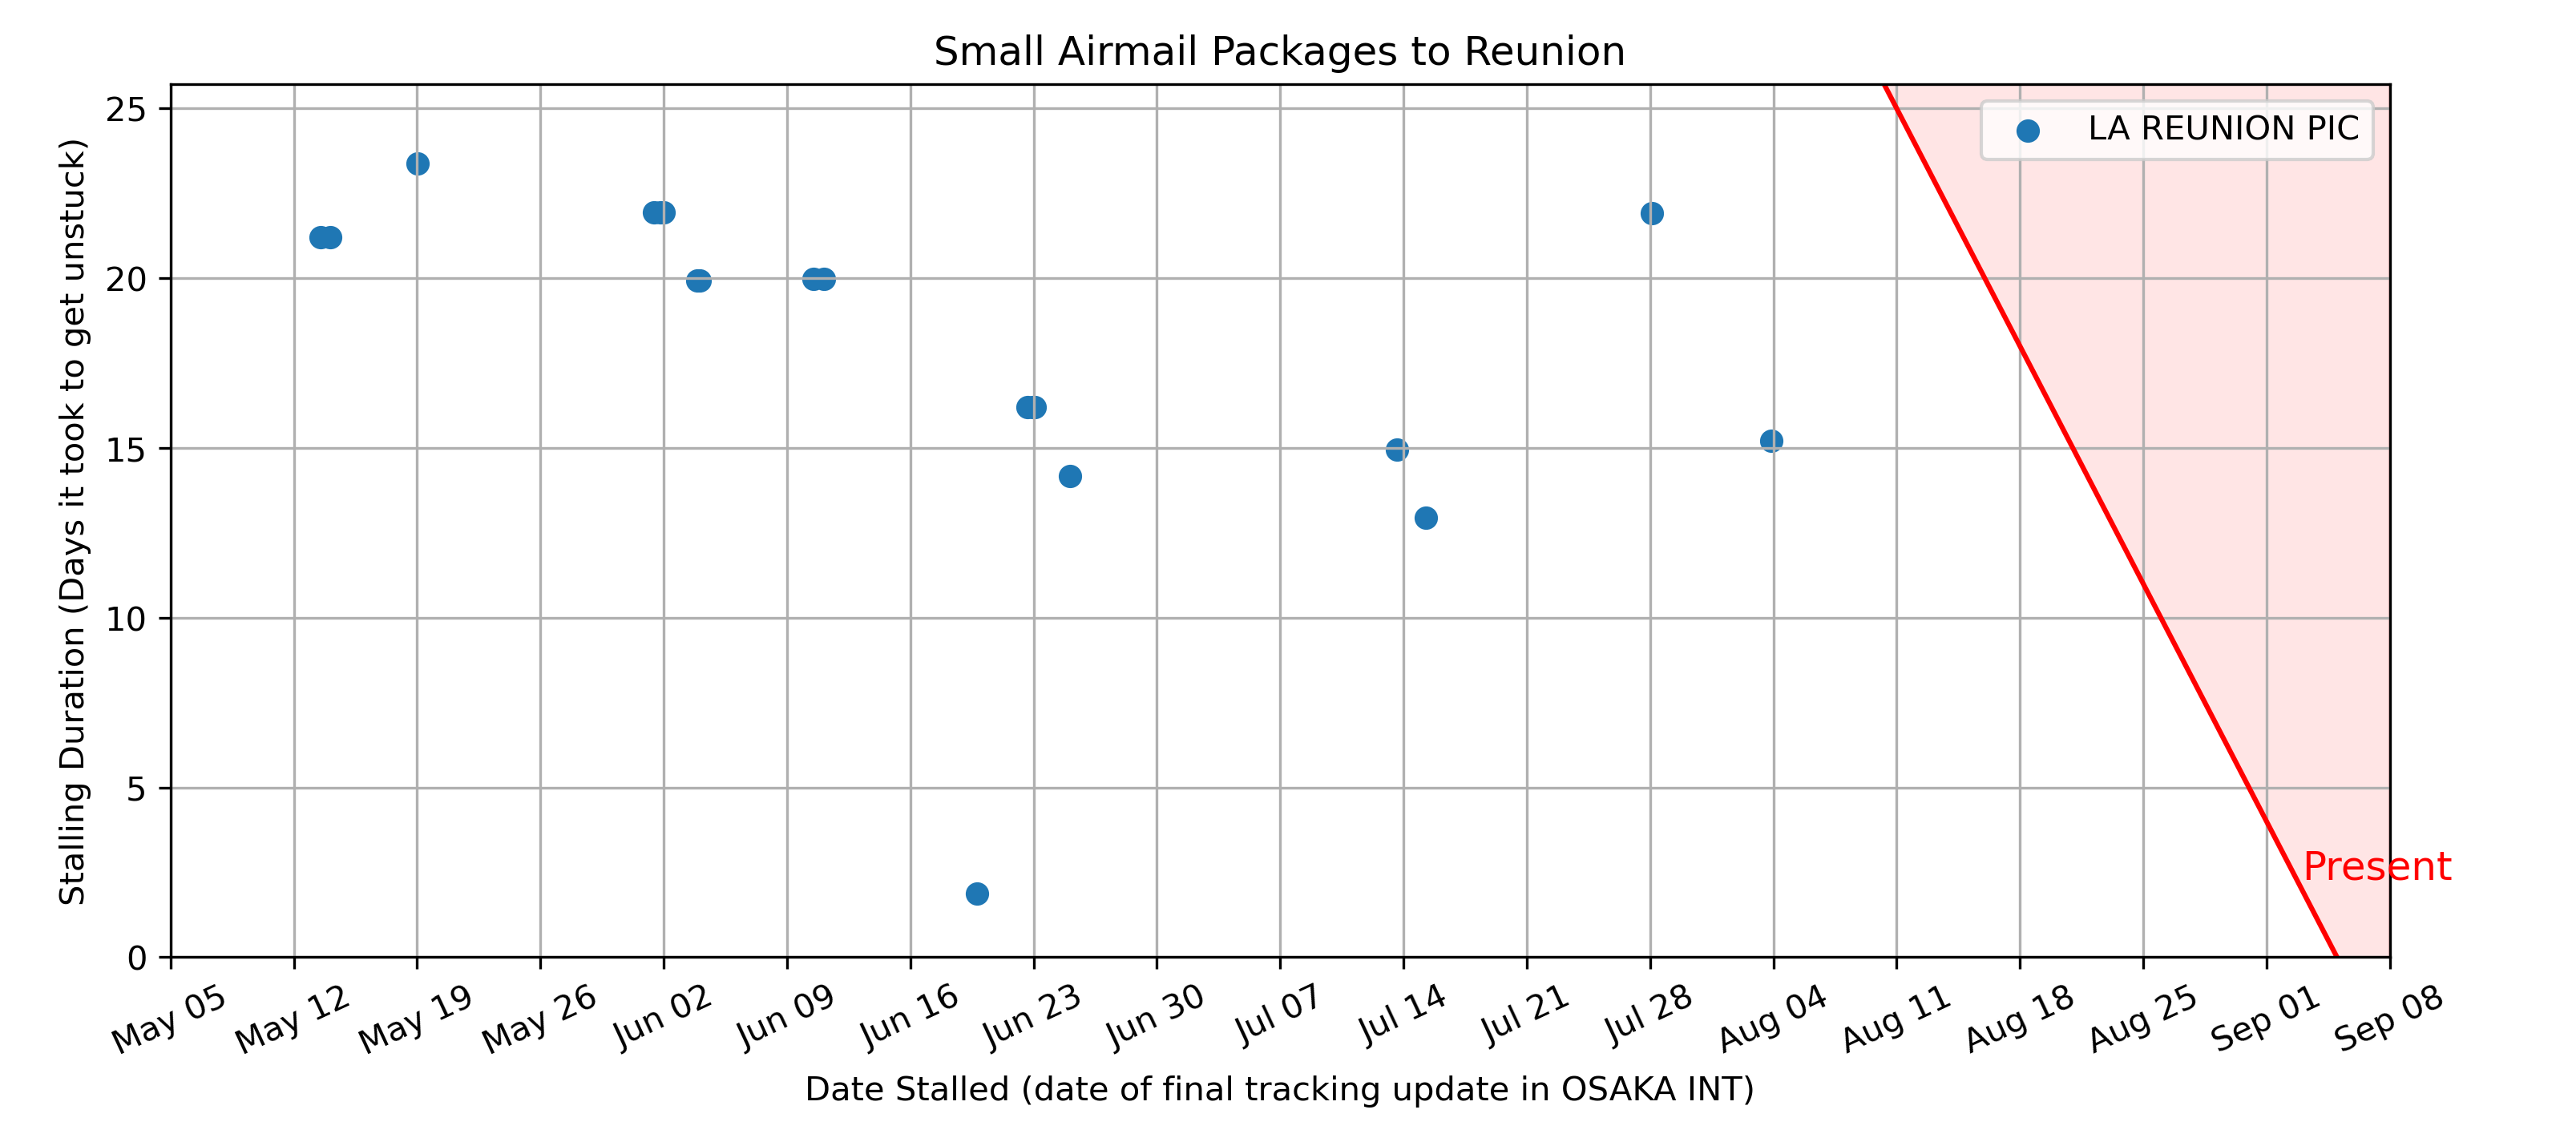 Small Airmail Packages to Reunion
LA REUNION PIC
Stalling Duration (Days it took to get unstuck)
25
20
15
10
5
0
Present
May 05
May 12
May 19
May 26
Jun 02
Jun 09
Jun 16
Jun 23
Jun 30
Jul 07
Jul 14
Jul 21
Jul 28
Aug 04
Aug 11
Aug 18
Aug 25
Sep 01
Sep 08
Date Stalled (date of final tracking update in OSAKA INT)